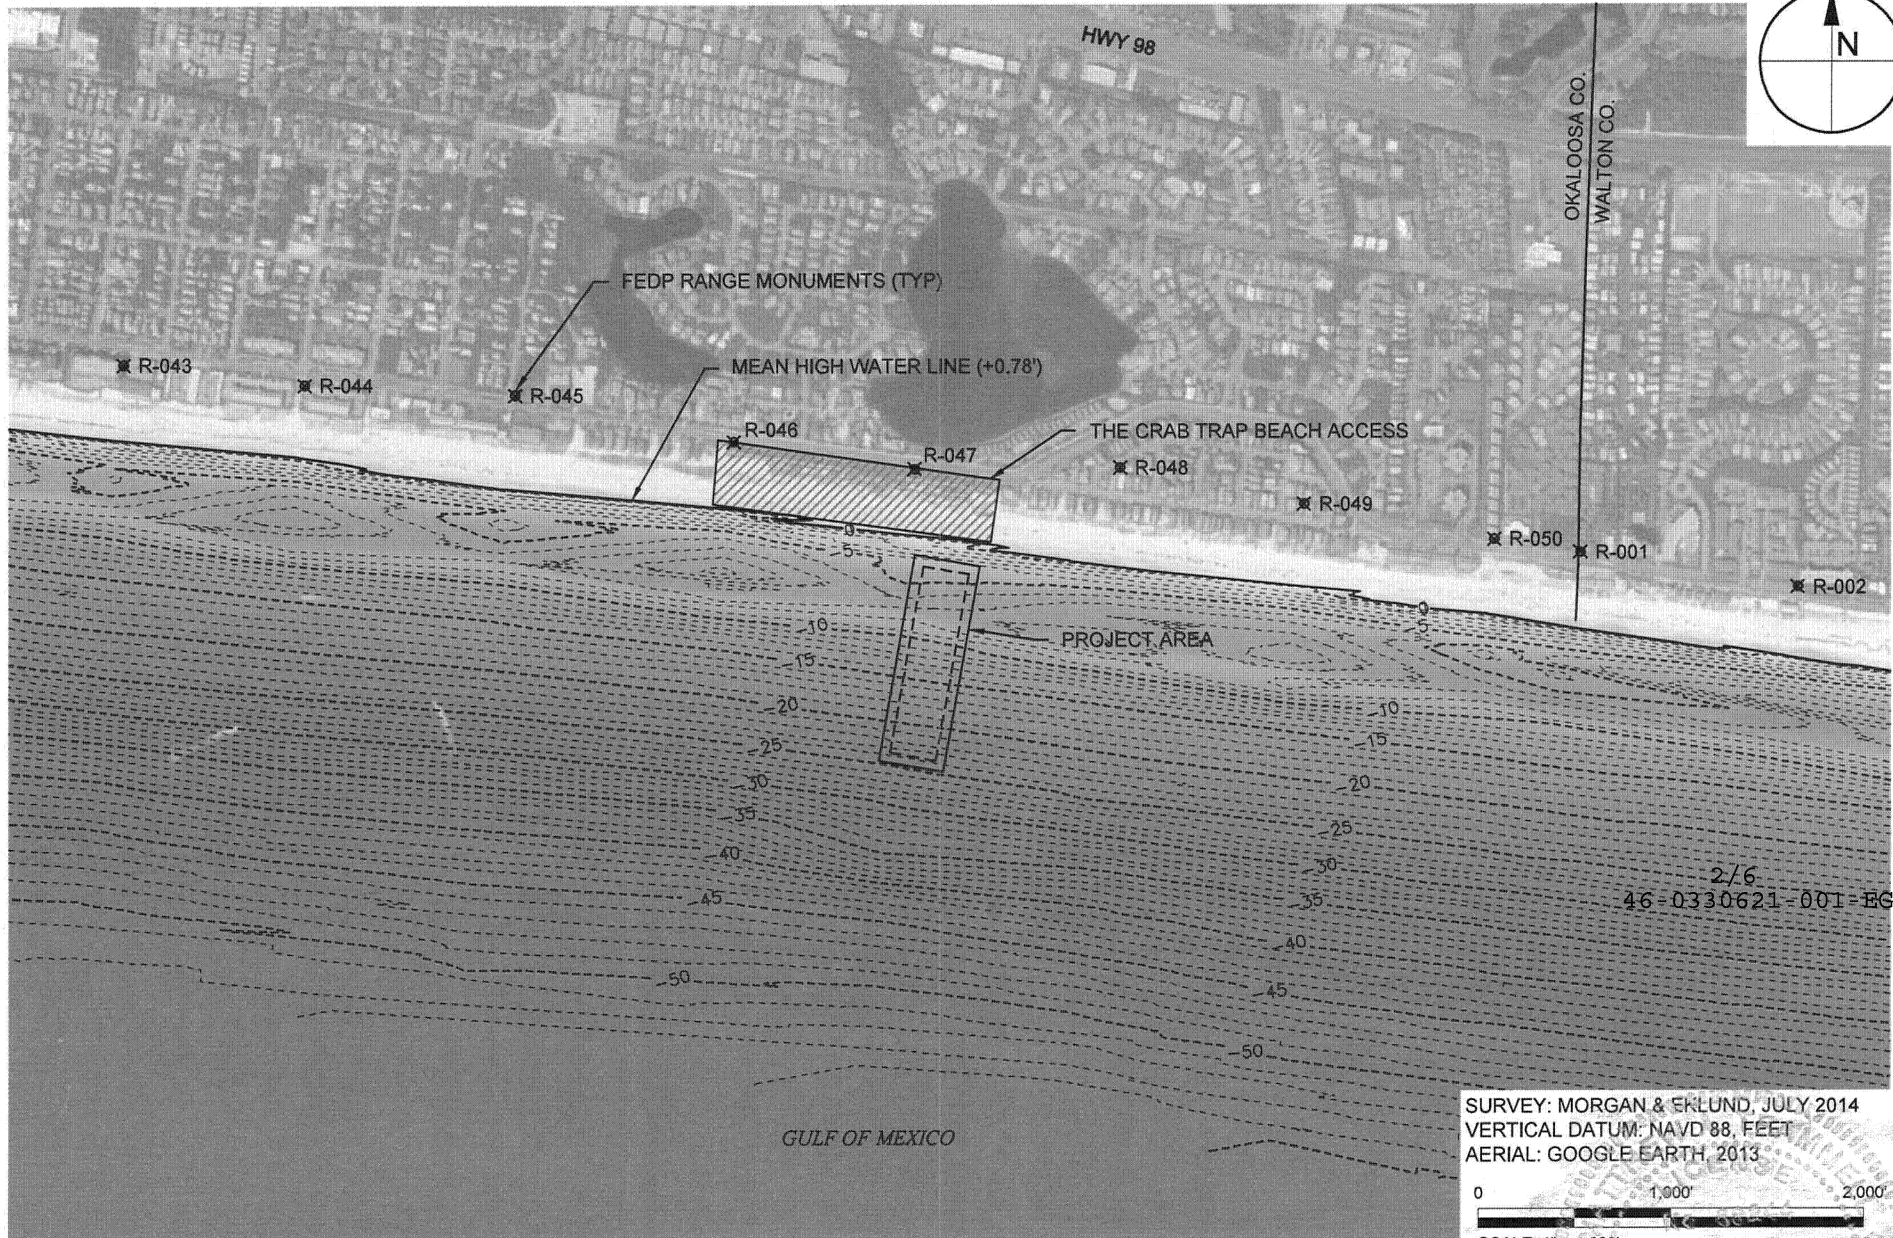 HWY 98
N
OKALOOSA CO.
WALTON CO.
FEDP RANGE MONUMENTS (TYP)
MEAN HIGH WATER LINE (+0.78')
R-043
R-044
R-045
R-046
R-047
THE CRAB TRAP BEACH ACCESS
R-048
R-049
R-050
R-001
R-002
0
-5
0
-5
PROJECT AREA
-10
-15
-20
-25
-30
-35
-40
-45
-50
-10
-15
-20
-25
-30
-35
-40
-45
-50
2/6
46-0330621-001-EG
GULF OF MEXICO
SURVEY: MORGAN & EKLUND, JULY 2014
VERTICAL DATUM: NAVD 88, FEET
AERIAL: GOOGLE EARTH, 2013
0 1,000' 2,000'